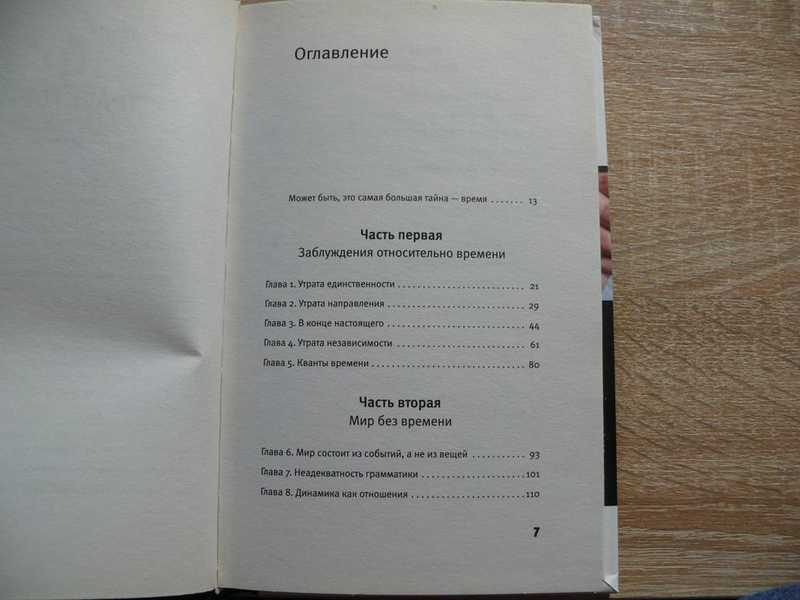 Оглавление
Может быть, это самая большая тайна — время ....... 13
Часть первая
Заблуждения относительно времени
Глава 1. Утрата единственности ........................ 21
Глава 2. Утрата направления .......................... 29
Глава 3. В конце настоящего .......................... 44
Глава 4. Утрата независимости ........................ 61
Глава 5. Кванты времени ............................. 80
Часть вторая
Мир без времени
Глава 6. Мир состоит из событий, а не из вещей .......... 93
Глава 7. Неадекватность грамматики ................... 101
Глава 8. Динамика как отношения ..................... 110
7